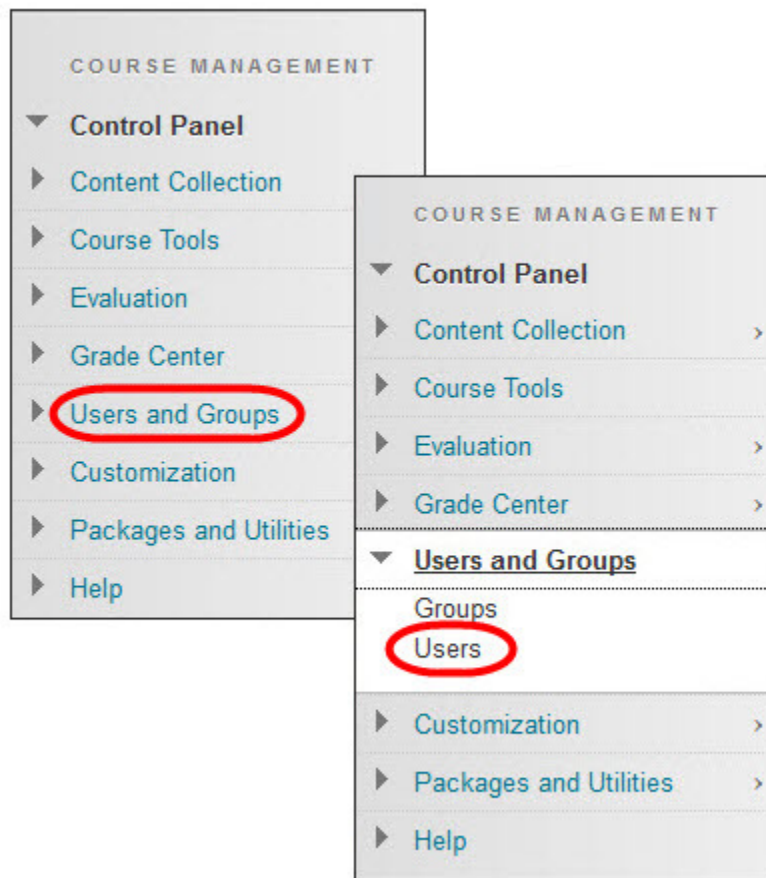 COURSE MANAGEMENT
Control Panel
Content Collection
Course Tools
Evaluation
Grade Center
Users and Groups
Customization
Packages and Utilities
Help
COURSE MANAGEMENT
Control Panel
Content Collection
Course Tools
Evaluation
Grade Center
Users and Groups
Groups
Users
Customization
Packages and Utilities
Help